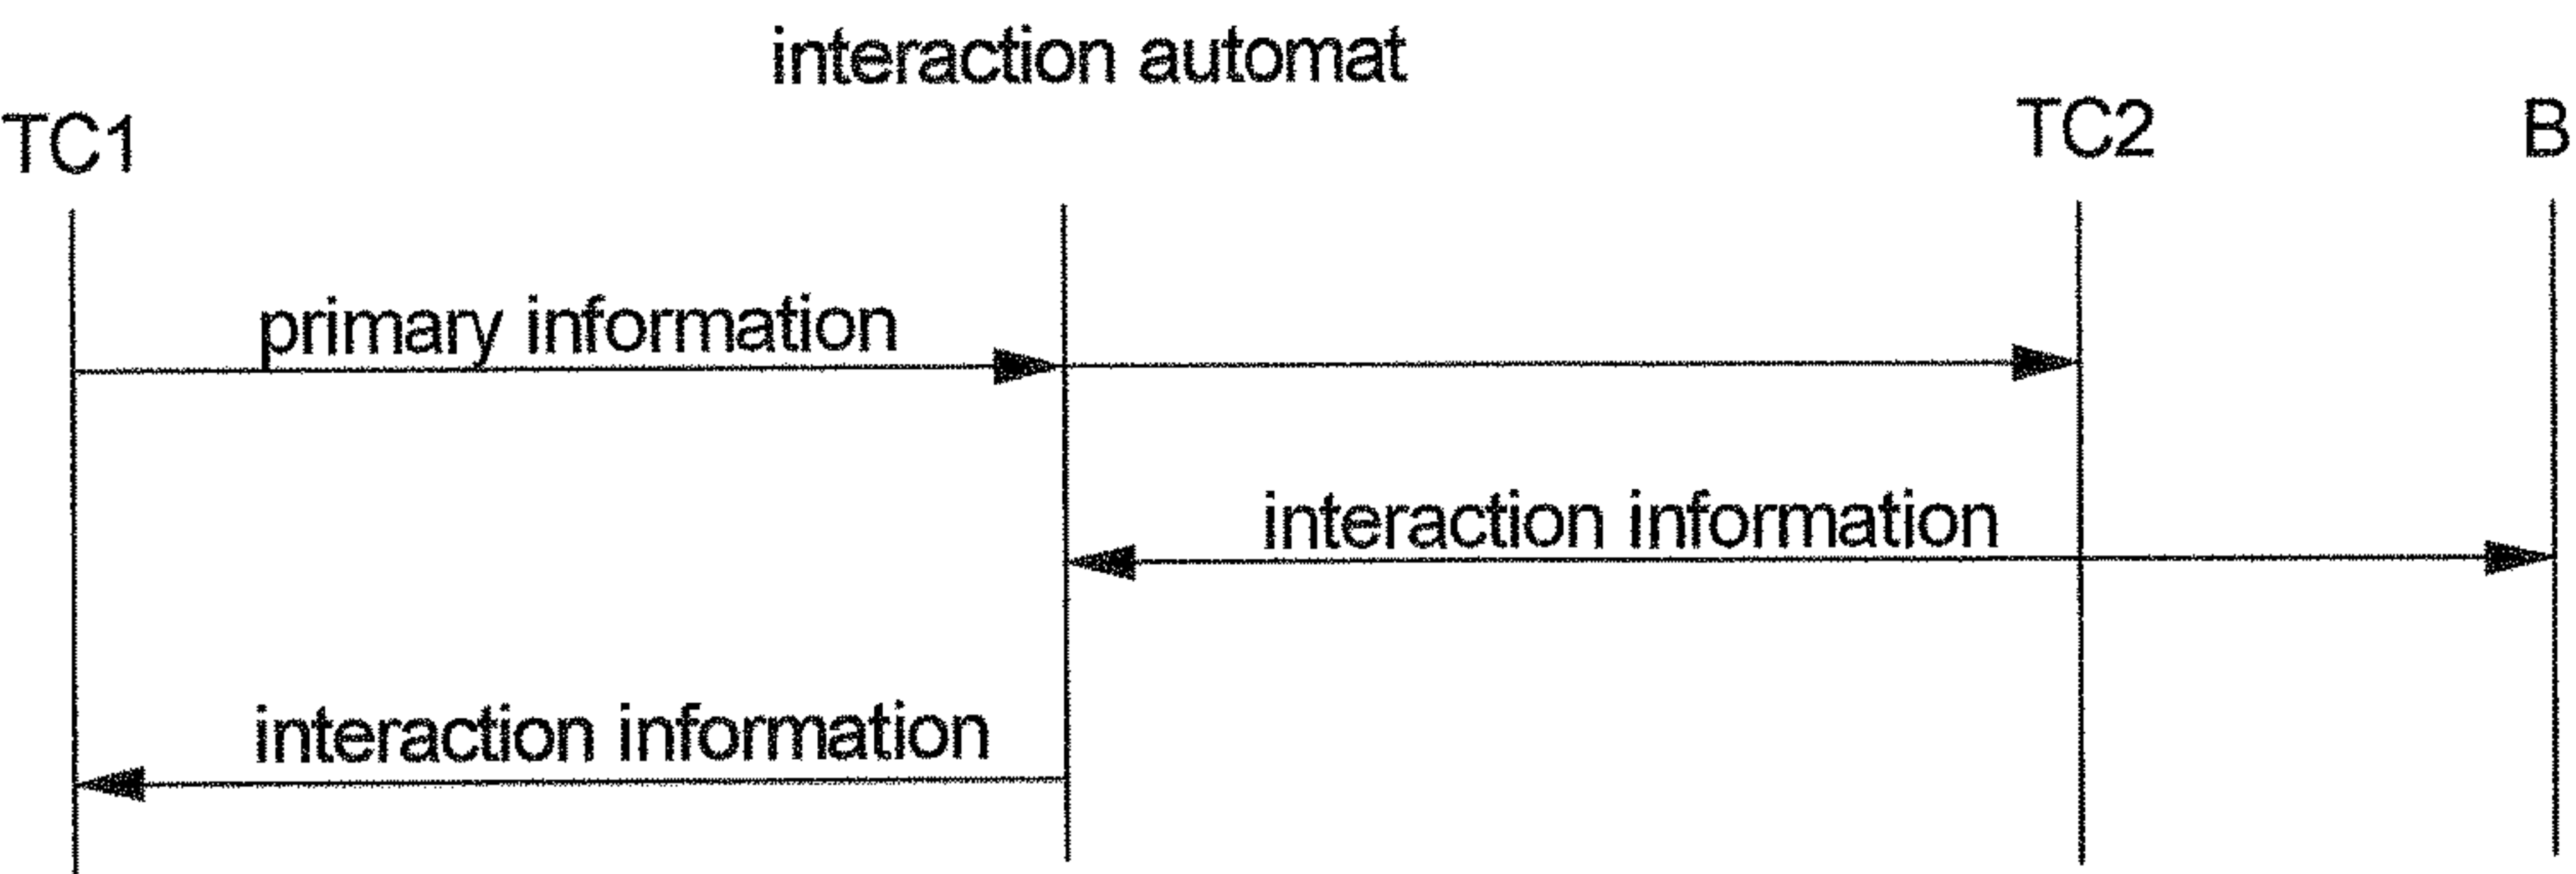 interaction automat
TC1
TC2
B
primary information
interaction information
interaction information